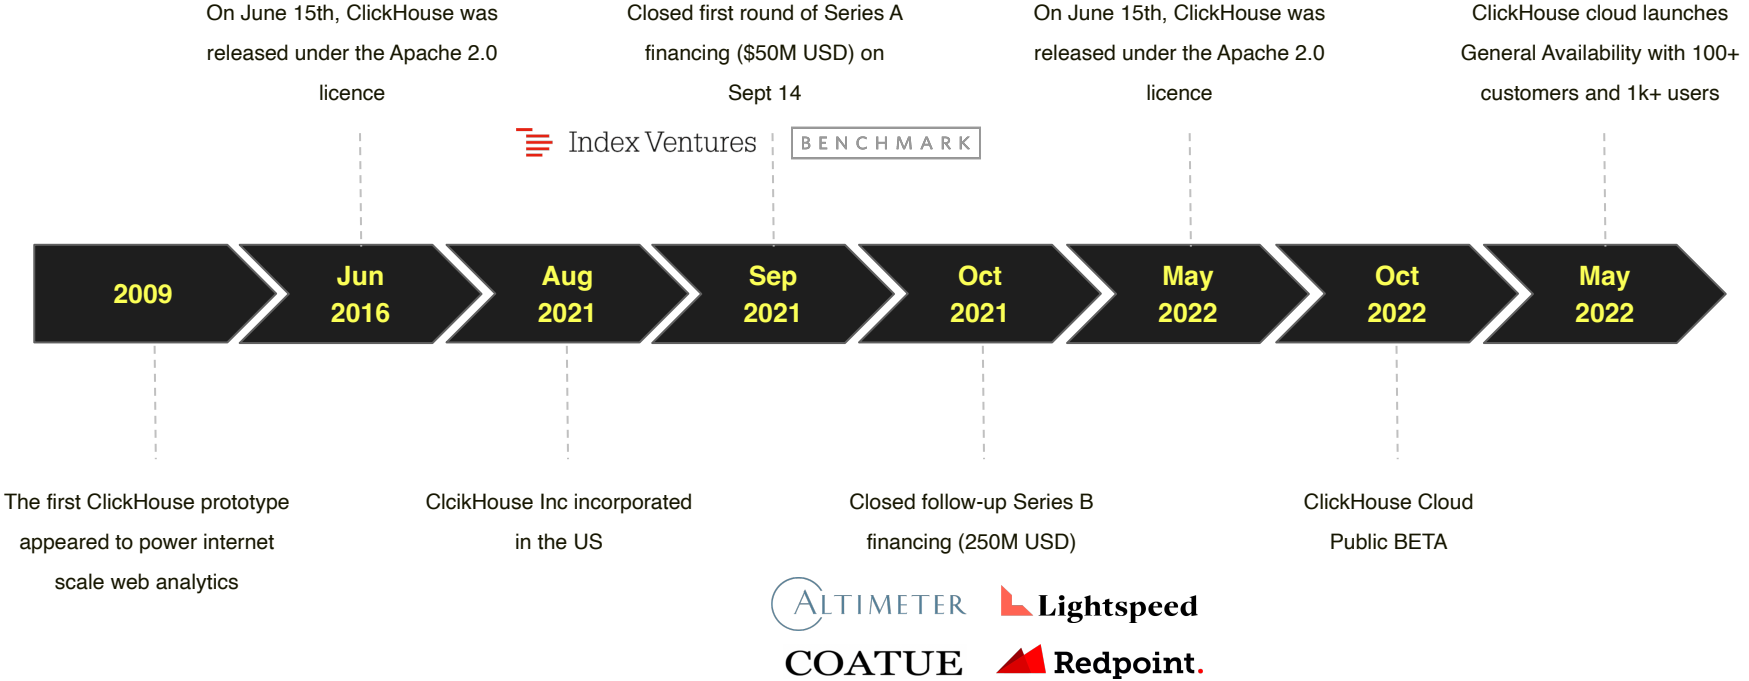 On June 15th, ClickHouse was
released under the Apache 2.0
licence
Closed first round of Series A
financing ($50M USD) on
Sept 14
Index Ventures
BENCHMARK
On June 15th, ClickHouse was
released under the Apache 2.0
licence
ClickHouse cloud launches
General Availability with 100+
customers and 1k+ users
2009
Jun
2016
Aug
2021
Sep
2021
Oct
2021
May
2022
Oct
2022
May
2022
The first ClickHouse prototype
appeared to power internet
scale web analytics
ClcikHouse Inc incorporated
in the US
Closed follow-up Series B
financing (250M USD)
ALTIMETER
Lightspeed
COATUE
Redpoint.
ClickHouse Cloud
Public BETA